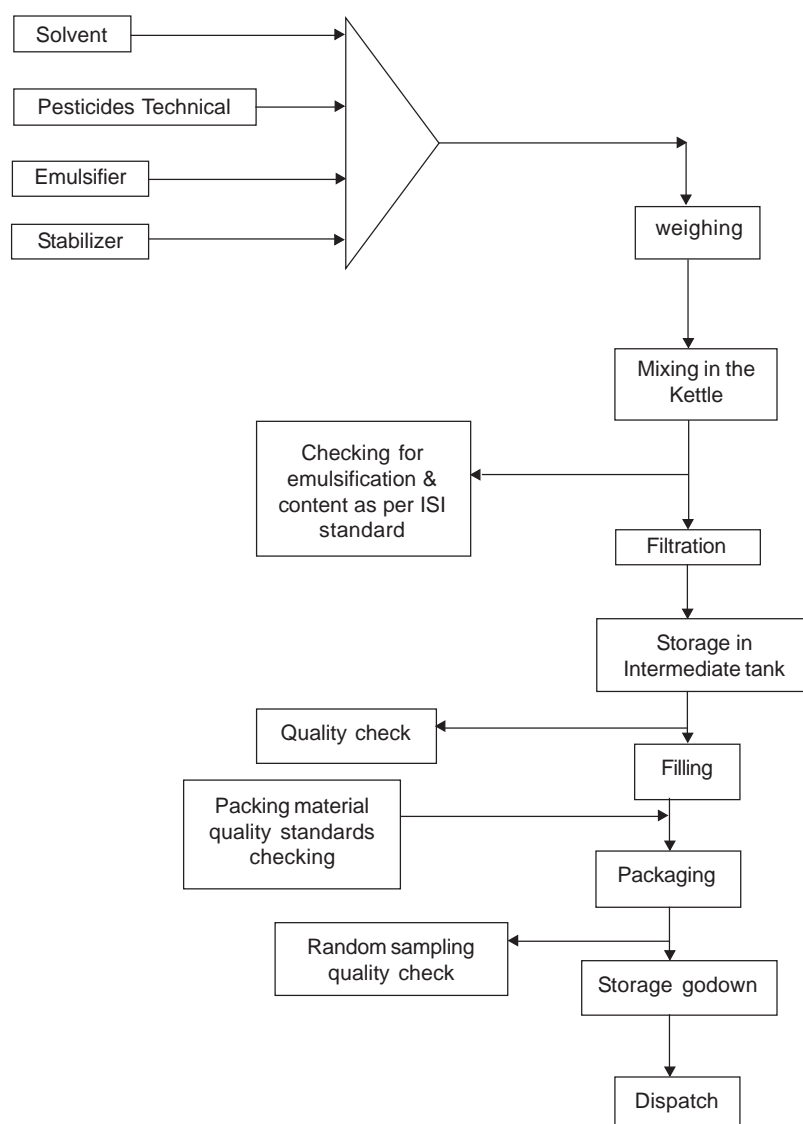 Solvent
Pesticides Technical
Emulsifier
Stabilizer
weighing
Mixing in the
Kettle
Checking for
emulsification &
content as per ISI
standard
Filtration
Storage in
Intermediate tank
Quality check
Filling
Packing material
quality standards
checking
Packaging
Random sampling
quality check
Storage godown
Dispatch